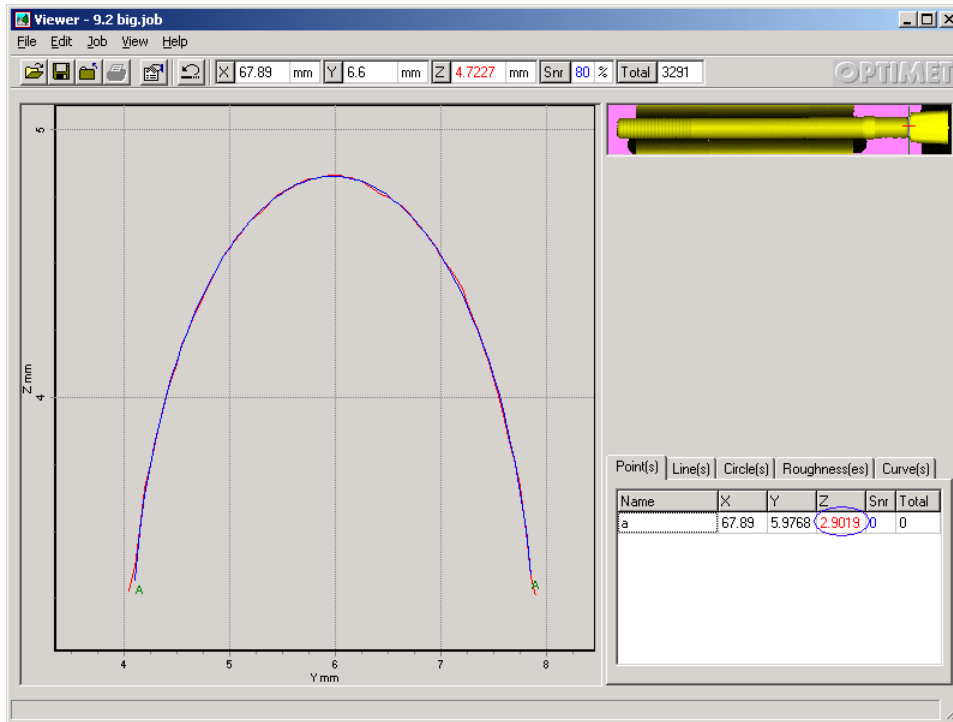 Viewer - 9.2 big.job
File Edit Job View Help
X 67.89 mm Y 6.6 mm Z 4.7227 mm Snr 80 % Total 3291
OPTIMET
5
4
Z mm
A
A
4 5 6 7 8
Y mm
Point(s) Line(s) Circle(s) Roughness(es) Curve(s)
Name X Y Z Snr Total
a 67.89 5.9768 2.9019 0 0